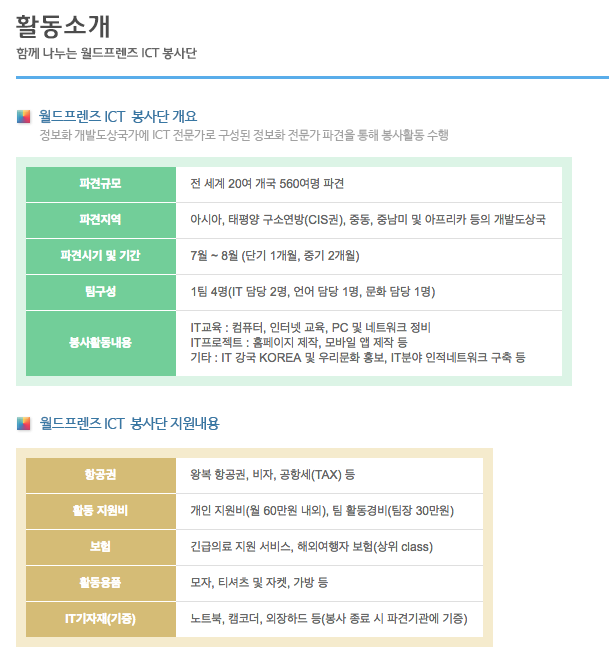 활동소개
함께 나누는 월드프렌즈 ICT 봉사단
월드프렌즈 ICT 봉사단 개요
정보화 개발도상국가에 ICT 전문가로 구성된 정보화 전문가 파견을 통해 봉사활동 수행
파견규모 전 세계 20여 개국 560여명 파견
파견지역 아시아, 태평양 구소연방(CIS권), 중동, 중남미 및 아프리카 등의 개발도상국
파견시기 및 기간 7월 ~ 8월 (단기 1개월, 중기 2개월)
팀구성 1팀 4명(IT 담당 2명, 언어 담당 1명, 문화 담당 1명)
봉사활동내용 IT교육 : 컴퓨터, 인터넷 교육, PC 및 네트워크 정비
IT프로젝트 : 홈페이지 제작, 모바일 앱 제작 등
기타 : IT 강국 KOREA 및 우리문화 홍보, IT분야 인적네트워크 구축 등
월드프렌즈 ICT 봉사단 지원내용
항공권 왕복 항공권, 비자, 공항세(TAX) 등
활동 지원비 개인 지원비(월 60만원 내외), 팀 활동경비(팀장 30만원)
보험 긴급의료 지원 서비스, 해외여행자 보험(상위 class)
활동용품 모자, 티셔츠 및 자켓, 가방 등
IT기자재(기증) 노트북, 캠코더, 외장하드 등(봉사 종료 시 파견기관에 기증)